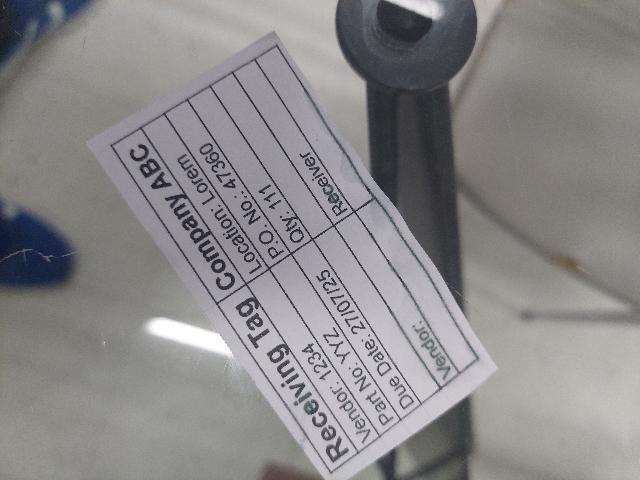 Receiving Tag Company ABC
Vendor: 1234 Location: Lorem
Part No: YYZ P.O. No.: 47360
Due Date: 27/07/25 Qty: 111
Vendor: Receiver